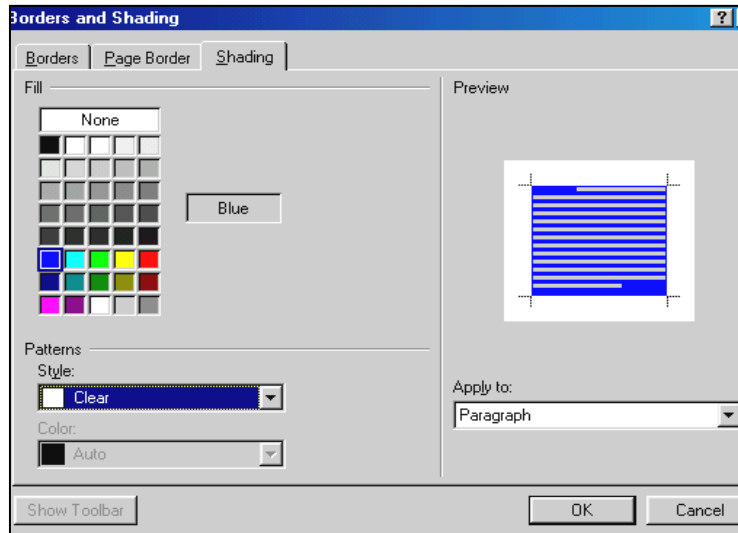 Borders and Shading
?
Borders Page Border Shading
Fill
None
Blue
Patterns
Style:
Clear
Color:
Auto
Preview
Apply to:
Paragraph
Show Toolbar
OK Cancel